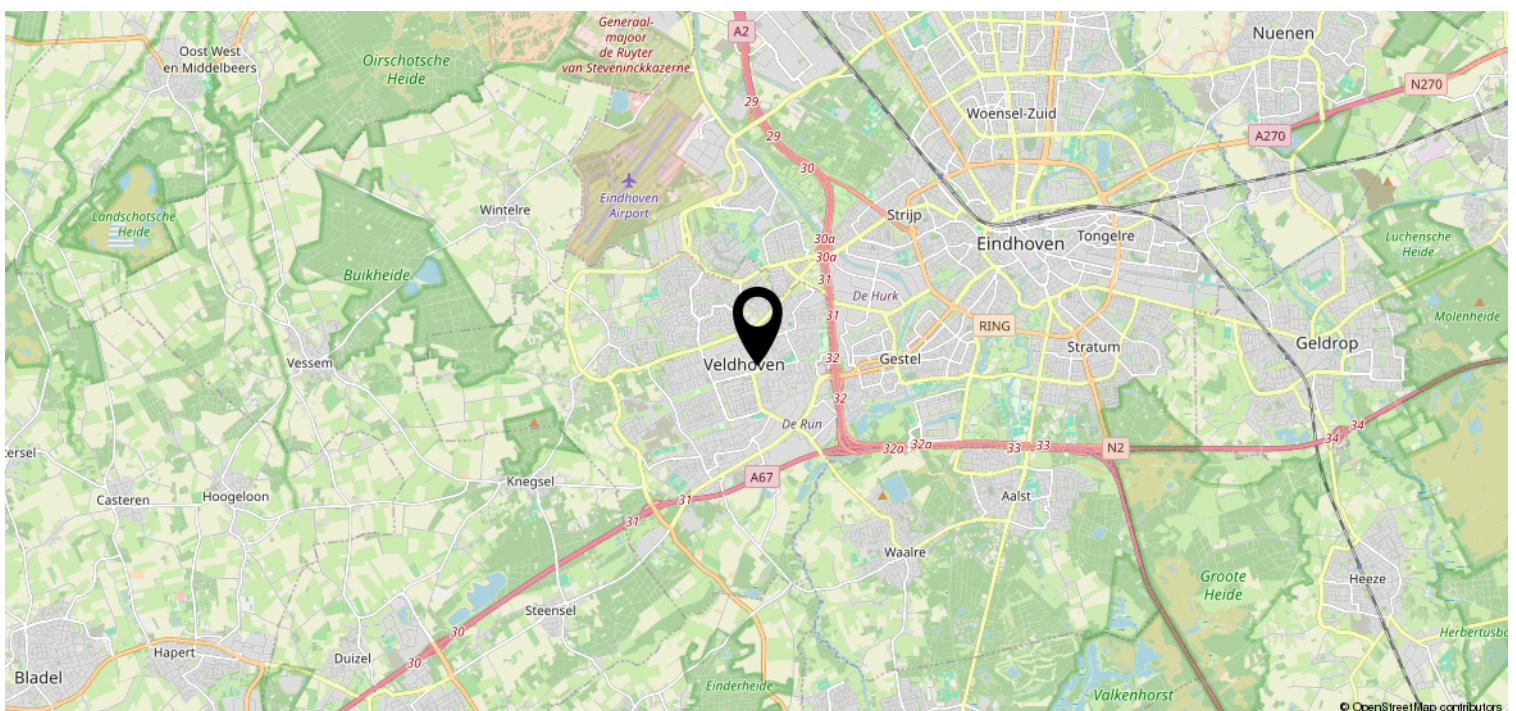 Generaal-
majoor
de Ruyter
van Steveninckkazerne
A2
Nuenen
Oost West
en Middelbeers
Oirschotsche
Heide
N270
29
Woensel-Zuid
29
A270
30
Eindhoven
Airport
Landschotsche
Heide
Wintelre
Strijp
Eindhoven
Tongelre
Luchensche
Heide
30a
30a
Buikheide
31
De Hurk
31
RING
Molenheide
Geldrop
Stratum
Vessem
Veldhoven
32
Gestel
32
De Run
34
34
32a
32a
33
33
N2
ersel
A67
Knegsel
Casteren
Hoogeloon
31
Aalst
31
Waalre
Groote
Heide
Heeze
Steensel
30
Herbertusbo
Hapert
Duizel
30
Bladel
Einderheide
Valkenhorst
© OpenStreetMap contributors